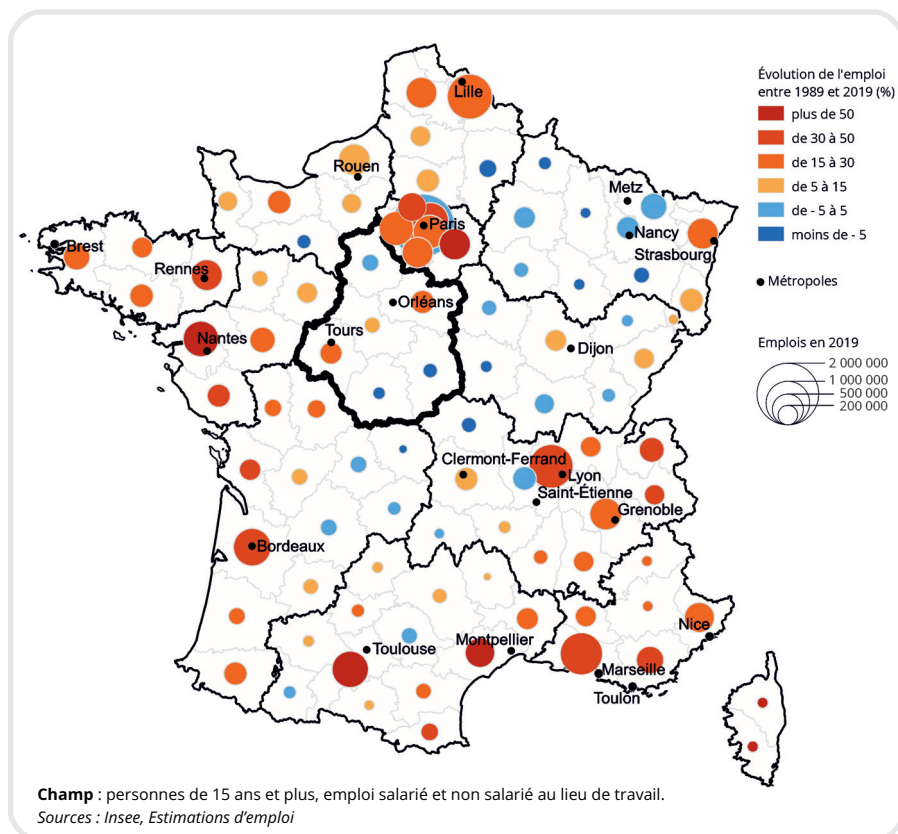 Évolution de l'emploi
entre 1989 et 2019 (%)
plus de 50
de 30 à 50
de 15 à 30
de 5 à 15
de - 5 à 5
moins de - 5
Métropoles
Emplois en 2019
2 000 000
1 000 000
500 000
200 000
Lille
Rouen
Metz
Paris
Nancy
Strasbourg
Brest
Rennes
Orléans
Nantes
Tours
Dijon
Clermont-Ferrand
Lyon
Saint-Étienne
Grenoble
Bordeaux
Nice
Toulouse
Montpellier
Marseille
Toulon
Champ : personnes de 15 ans et plus, emploi salarié et non salarié au lieu de travail.
Sources : Insee, Estimations d’emploi